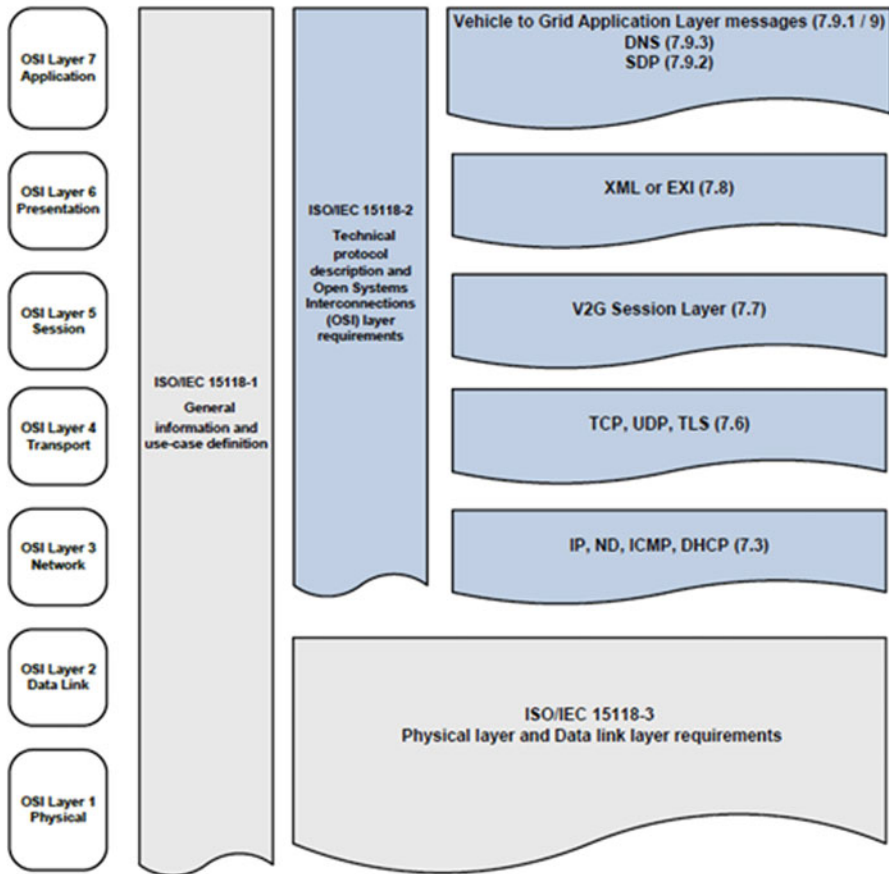 OSI Layer 7
Application
OSI Layer 6
Presentation
OSI Layer 5
Session
OSI Layer 4
Transport
OSI Layer 3
Network
OSI Layer 2
Data Link
OSI Layer 1
Physical
ISO/IEC 15118-1
General
information and
use-case definition
ISO/IEC 15118-2
Technical
protocol
description and
Open Systems
Interconnections
(OSI) layer
requirements
Vehicle to Grid Application Layer messages (7.9.1 / 9)
DNS (7.9.3)
SDP (7.9.2)
XML or EXI (7.8)
V2G Session Layer (7.7)
TCP, UDP, TLS (7.6)
IP, ND, ICMP, DHCP (7.3)
ISO/IEC 15118-3
Physical layer and Data link layer requirements